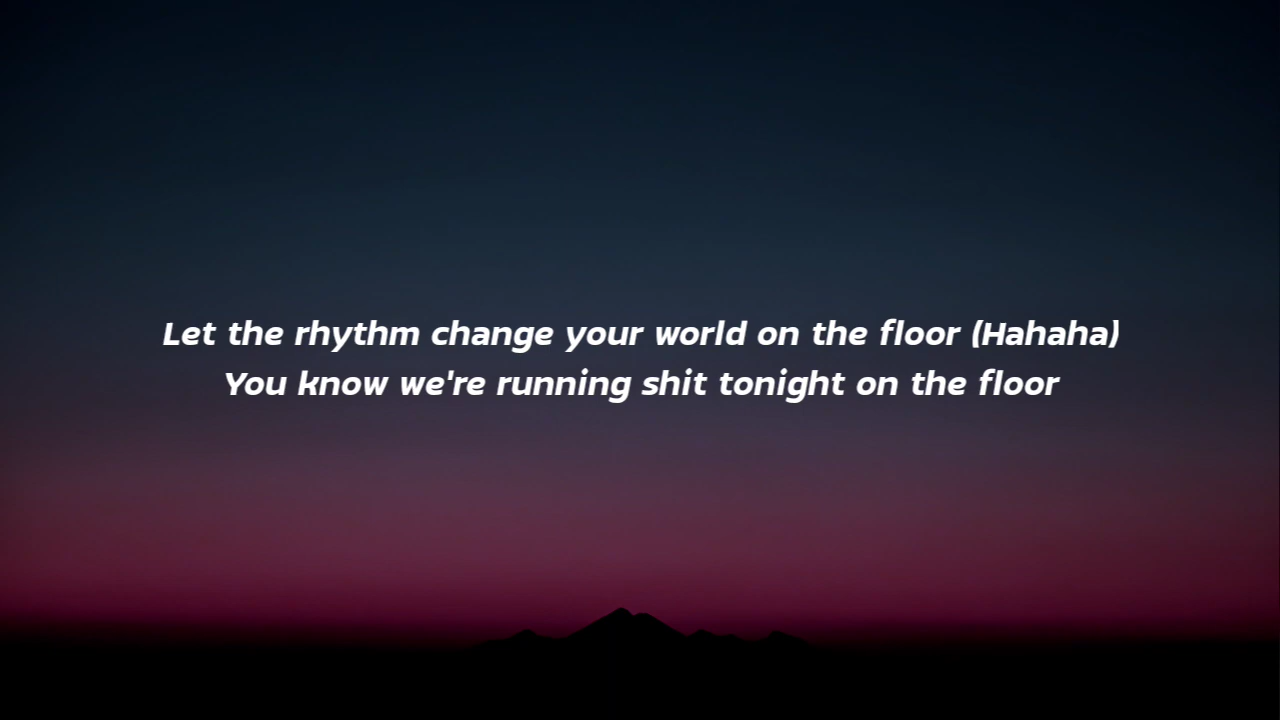 Let the rhythm change your world on the floor (Hahaha)
You know we're running shit tonight on the floor